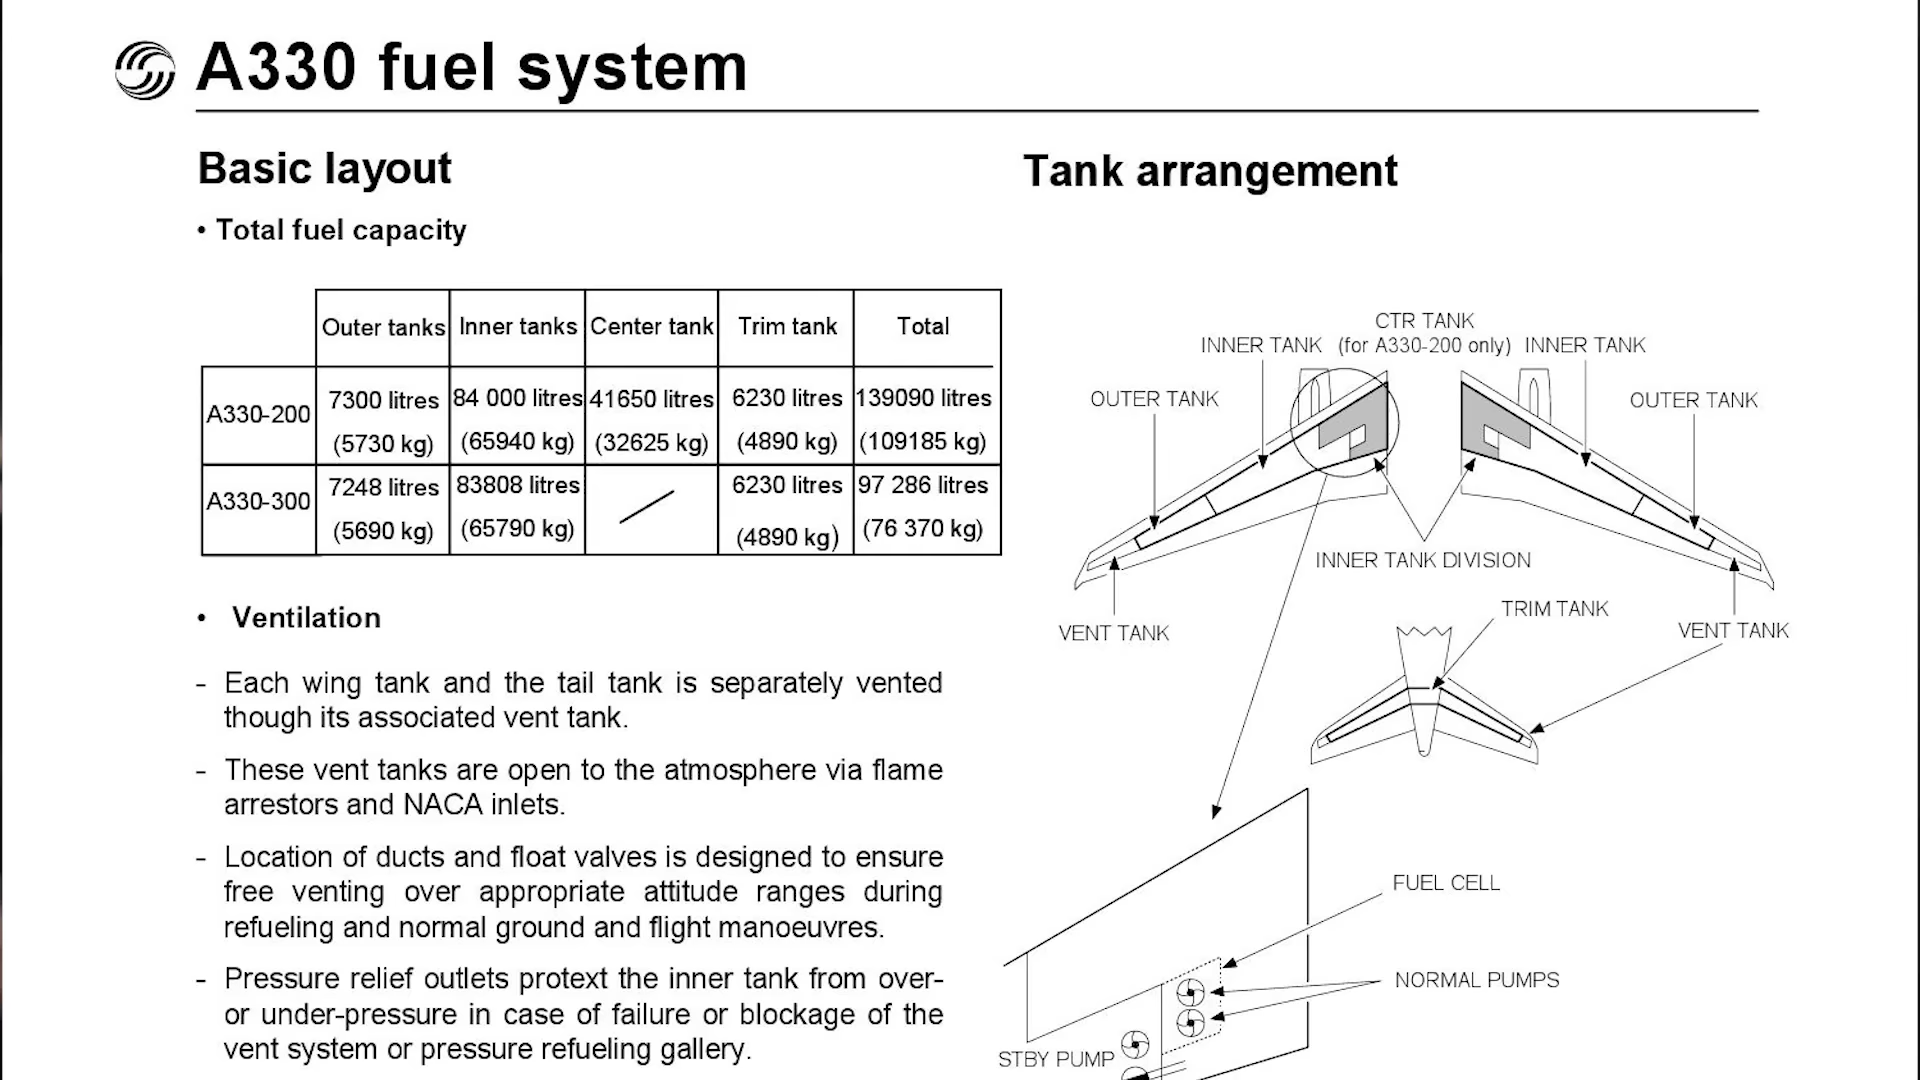 A330 fuel system
Basic layout
• Total fuel capacity
Outer tanks Inner tanks Center tank Trim tank Total
A330-200
7300 litres 84 000 litres 41650 litres 6230 litres 139090 litres
(5730 kg) (65940 kg) (32625 kg) (4890 kg) (109185 kg)
A330-300
7248 litres 83808 litres 6230 litres 97 286 litres
(5690 kg) (65790 kg) (4890 kg) (76 370 kg)
• Ventilation
- Each wing tank and the tail tank is separately vented
though its associated vent tank.
- These vent tanks are open to the atmosphere via flame
arrestors and NACA inlets.
- Location of ducts and float valves is designed to ensure
free venting over appropriate attitude ranges during
refueling and normal ground and flight manoeuvres.
- Pressure relief outlets protext the inner tank from over-
or under-pressure in case of failure or blockage of the
vent system or pressure refueling gallery.
Tank arrangement
CTR TANK
INNER TANK (for A330-200 only) INNER TANK
OUTER TANK OUTER TANK
INNER TANK DIVISION
TRIM TANK
VENT TANK VENT TANK
FUEL CELL
NORMAL PUMPS
STBY PUMP